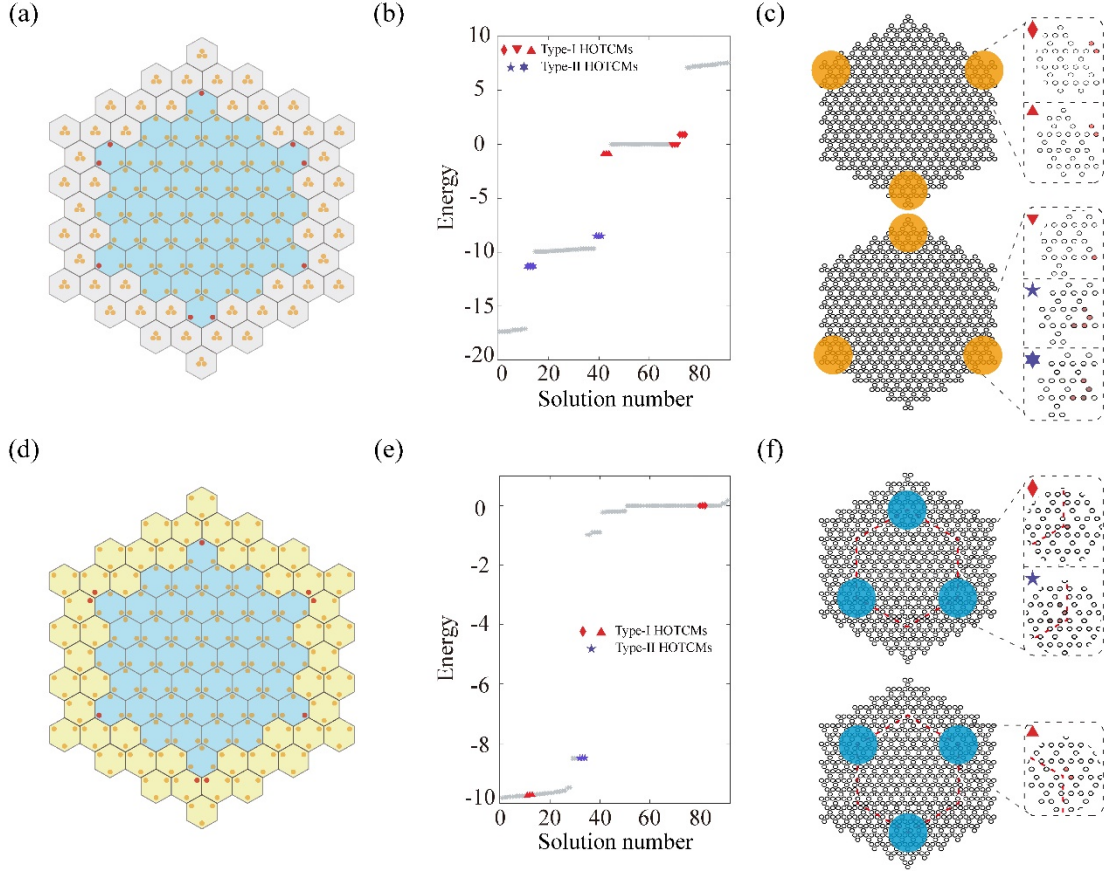 (a)
(b)
10
5
0
-5
-10
-15
-20
Energy
Type-I HOTCMs
Type-II HOTCMs
0 20 40 60 80
Solution number
(c)
(d)
(e)
0
-2
-4
-6
-8
-10
Energy
Type-I HOTCMs
Type-II HOTCMs
0 20 40 60 80
Solution number
(f)